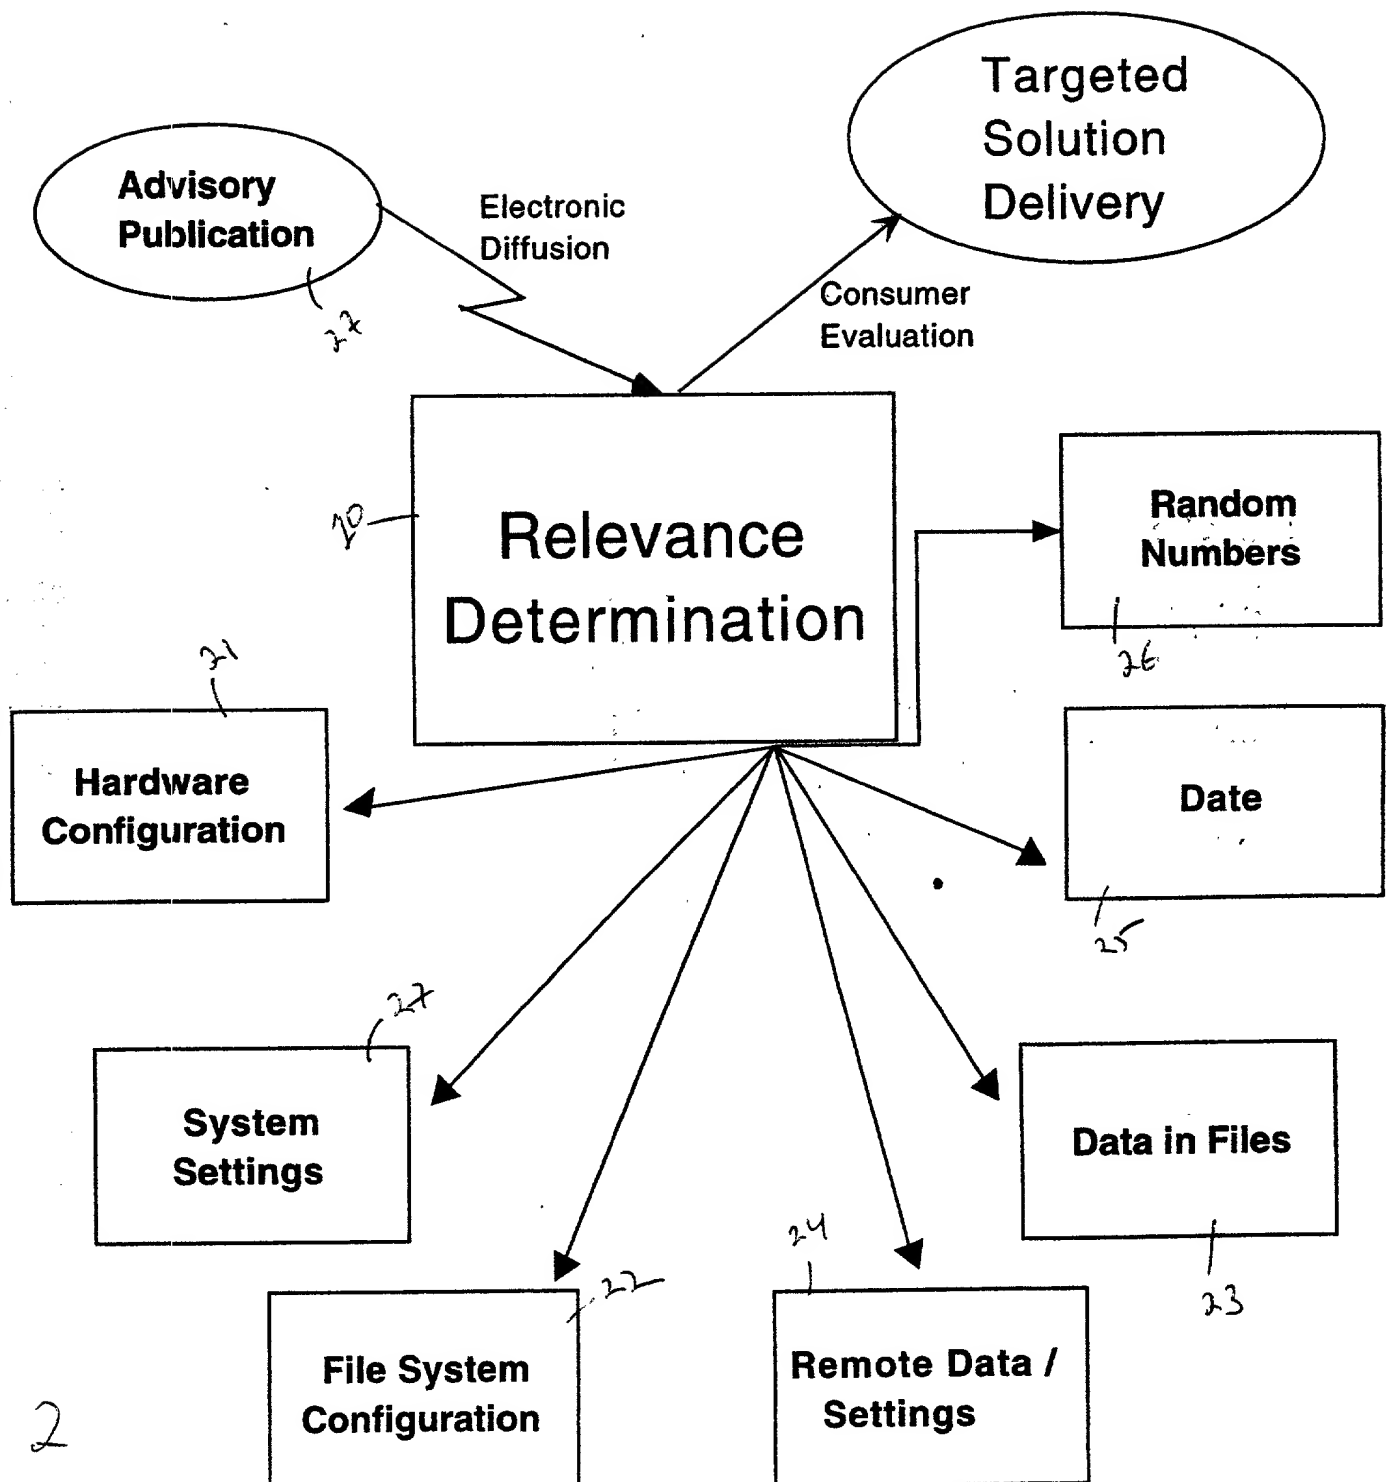 Targeted
Solution
Delivery
Advisory
Publication
27
Electronic
Diffusion
Consumer
Evaluation
Relevance
Determination
20
Random
Numbers
26
21
Hardware
Configuration
Date
25
27
System
Settings
Data in Files
23
22
File System
Configuration
24
Remote Data /
Settings
2